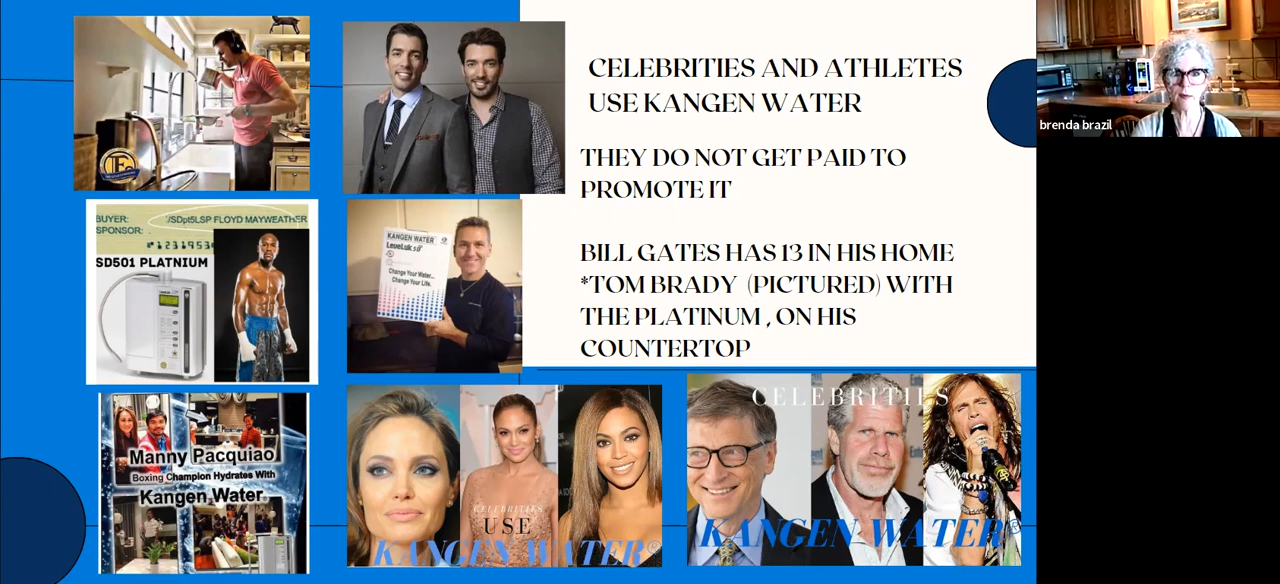 CELEBRITIES AND ATHLETES
USE KANGEN WATER
THEY DO NOT GET PAID TO
PROMOTE IT
BILL GATES HAS 13 IN HIS HOME
*TOM BRADY (PICTURED) WITH
THE PLATINUM , ON HIS
COUNTERTOP
brenda brazil
BUYER: /SDpt5LSP FLOYD MAYWEATHER
SPONSOR:
SD501 PLATNIUM
KANGEN WATER
LeveLuk
Change Your Water...
Change Your Life.
Manny Pacquiao
Boxing Champion Hydrates With
Kangen Water
CELEBRITIES
USE
KANGEN WATER®
CELEBRITIES
KANGEN WATER®